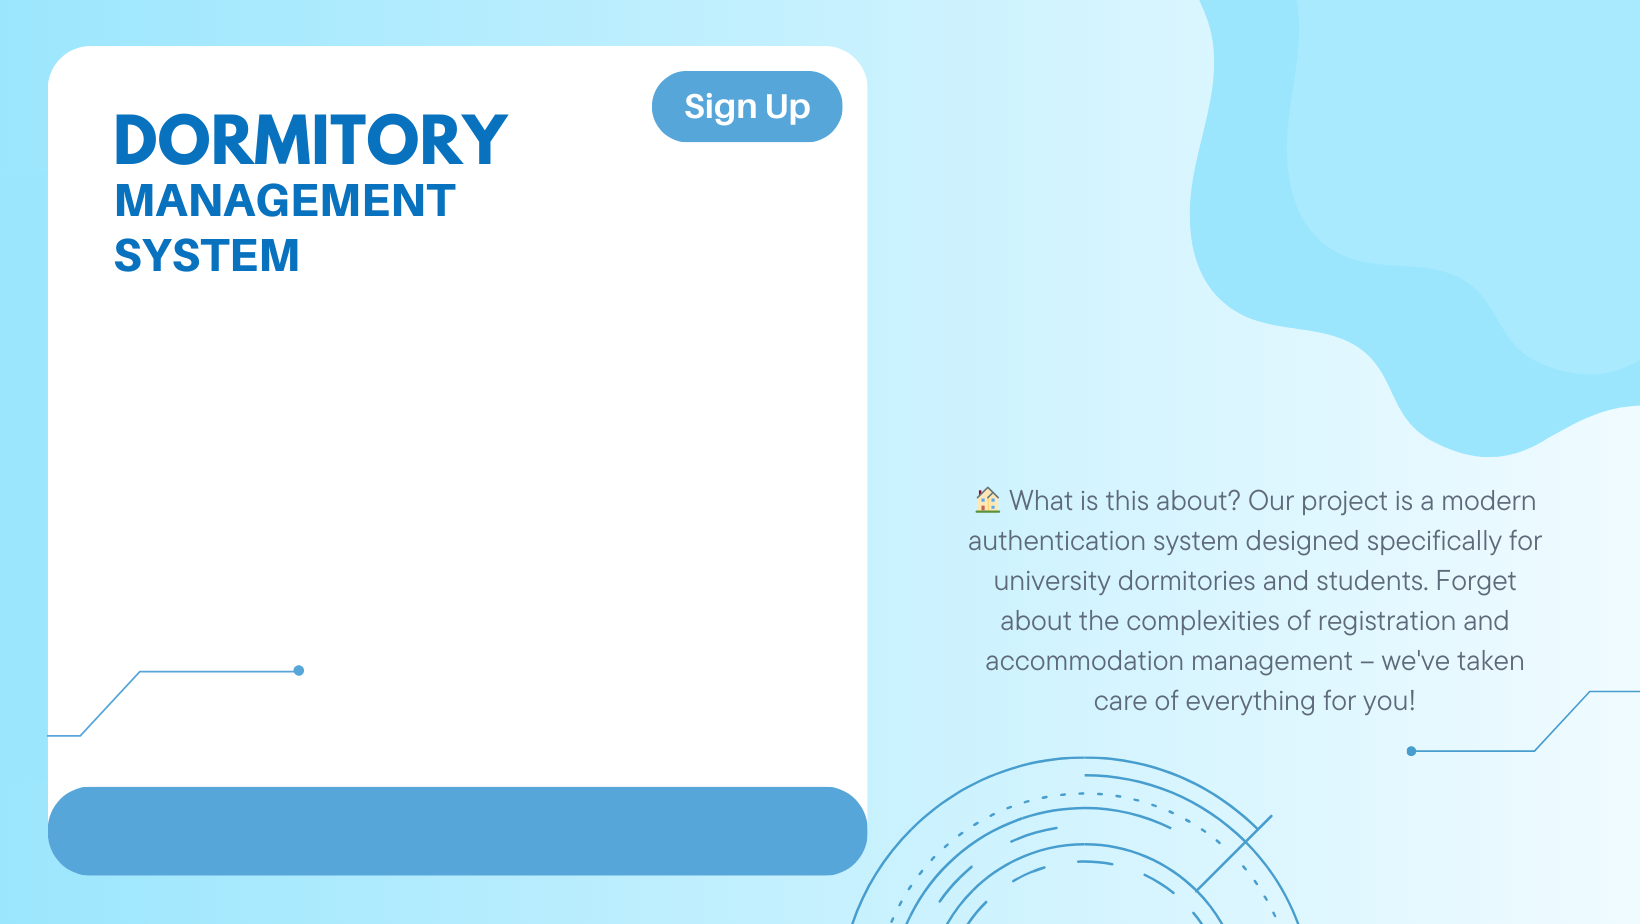 DORMITORY
MANAGEMENT
SYSTEM
Sign Up
🏠 What is this about? Our project is a modern
authentication system designed specifically for
university dormitories and students. Forget
about the complexities of registration and
accommodation management – we've taken
care of everything for you!